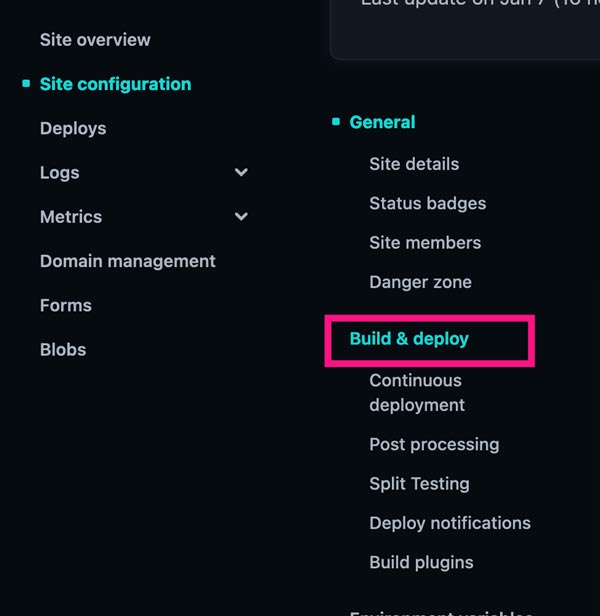 Last update on Jan 7 (10
Site overview
Site configuration
Deploys
Logs
Metrics
Domain management
Forms
Blobs
General
Site details
Status badges
Site members
Danger zone
Build & deploy
Continuous
deployment
Post processing
Split Testing
Deploy notifications
Build plugins
Environment variables